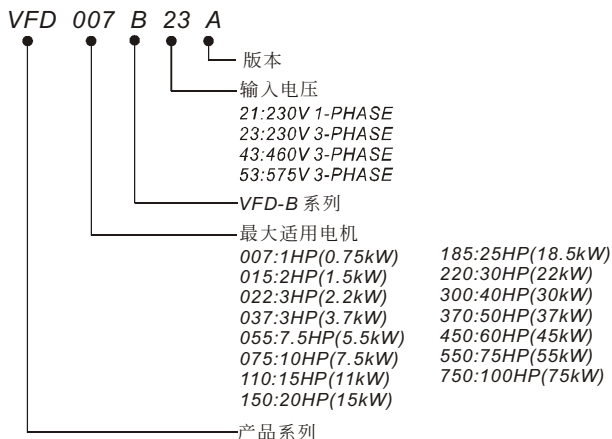 VFD 007 B 23 A
版本
输入电压
21:230V 1-PHASE
23:230V 3-PHASE
43:460V 3-PHASE
53:575V 3-PHASE
VFD-B 系列
最大适用电机
007:1HP(0.75kW)
015:2HP(1.5kW)
022:3HP(2.2kW)
037:3HP(3.7kW)
055:7.5HP(5.5kW)
075:10HP(7.5kW)
110:15HP(11kW)
150:20HP(15kW)
185:25HP(18.5kW)
220:30HP(22kW)
300:40HP(30kW)
370:50HP(37kW)
450:60HP(45kW)
550:75HP(55kW)
750:100HP(75kW)
产品系列